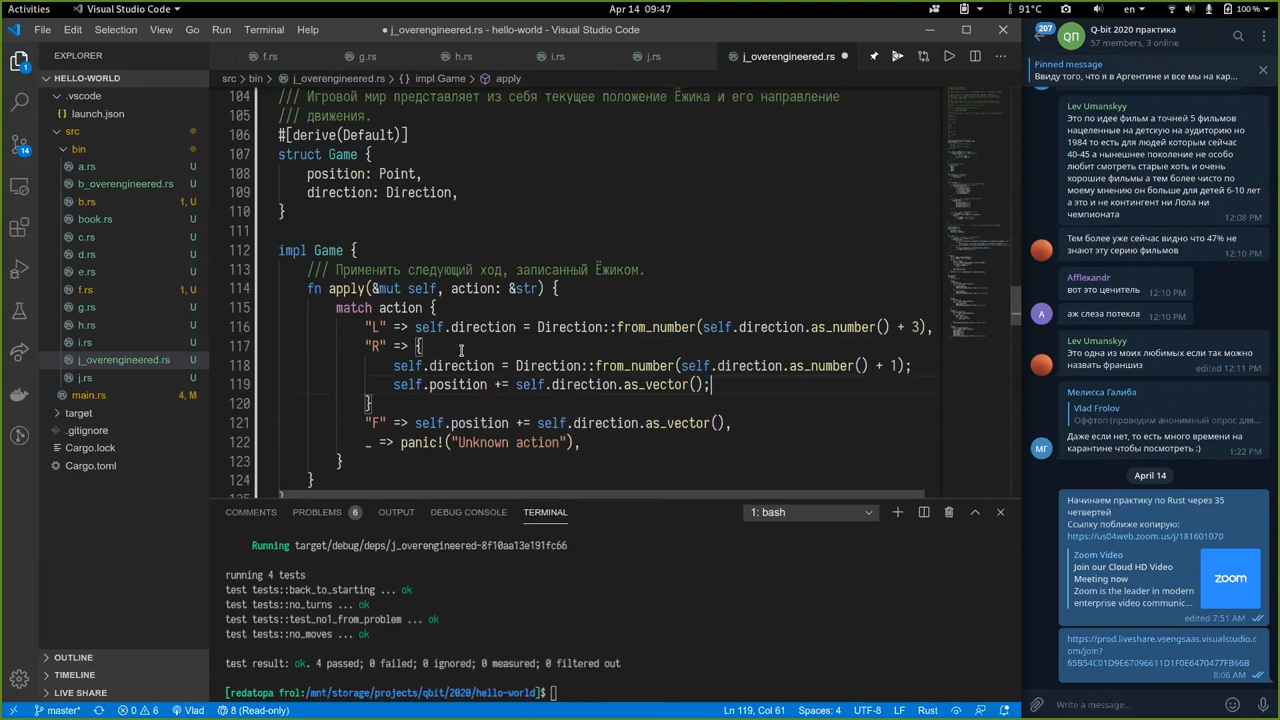 Activities
Visual Studio Code
Apr 14 09:47
91°C
en
100 %
File Edit Selection View Go Run Terminal Help
● j_overengineered.rs - hello-world - Visual Studio Code
EXPLORER
HELLO-WORLD
.vscode
launch.json
src
bin
a.rs U
b_overengineered.rs U
b.rs 1, U
book.rs U
c.rs U
d.rs U
e.rs U
f.rs 1, U
g.rs U
h.rs U
i.rs U
j_overengineered.rs U
j.rs U
main.rs 4, M
target
.gitignore
Cargo.lock
Cargo.toml
OUTLINE
TIMELINE
LIVE SHARE
1
14
f.rs
g.rs
h.rs
i.rs
j.rs
j_overengineered.rs ●
src > bin > j_overengineered.rs > {} impl Game > apply
104 /// Игровой мир представляет из себя текущее положение Ёжика и его направление
105 /// движения.
106 #[derive(Default)]
107 struct Game {
108 position: Point,
109 direction: Direction,
110 }
111
112 impl Game {
113 /// Применить следующий ход, записанный Ёжиком.
114 fn apply(&mut self, action: &str) {
115 match action {
116 "L" => self.direction = Direction::from_number(self.direction.as_number() + 3),
117 "R" => {
118 self.direction = Direction::from_number(self.direction.as_number() + 1);
119 self.position += self.direction.as_vector();
120 }
121 "F" => self.position += self.direction.as_vector(),
122 _ => panic!("Unknown action"),
123 }
124 }
125 }
COMMENTS PROBLEMS 6 OUTPUT DEBUG CONSOLE TERMINAL
1: bash
Running target/debug/deps/j_overengineered-8f10aa13e191fc66
running 4 tests
test tests::back_to_starting ... ok
test tests::no_turns ... ok
test tests::test_no1_from_problem ... ok
test tests::no_moves ... ok
test result: ok. 4 passed; 0 failed; 0 ignored; 0 measured; 0 filtered out
[redatopa frol:/mnt/storage/projects/qbit/2020/hello-world]$
master* 0 6 Vlad 8 (Read-only)
Ln 119, Col 61 Spaces: 4 UTF-8 LF Rust
207
QП
Q-bit 2020 практика
57 members, 3 online
Pinned message
Ввиду того, что я в Аргентине и все мы на кар...
Lev Umanskyy
Это по идее фильм а точней 5 фильмов
нацеленные на детскую на аудиторию но
1984 то есть для людей которым сейчас
40-45 а нынешнее поколение не особо
любит смотреть старые хоть и очень
хорошие фильмы а тем более чисто по
моему мнению он больше для детей 6-10 лет
а это и не контингент ни Лола ни
чемпионата
12:08 PM
Тем более уже сейчас видно что 47% не
знают эту серию фильмов
12:10 PM
Afflexandr
вот это ценитель
12:10 PM
A
аж слеза потекла
12:10 PM
Lev Umanskyy
Это одна из моих любимых если так можно
назвать франшиз
edited 12:11 PM
Мелисса Галиба
Vlad Frolov
Оффтоп (анонимный опрос для...
Даже если нет, то есть много времени на
карантине чтобы посмотреть :)
1:22 PM
МГ
April 14
Начинаем практику по Rust через 35
четвертей
Ссылку поближе копирую:
https://us04web.zoom.us/j/181601070
Zoom Video
Join our Cloud HD Video
Meeting now
Zoom is the leader in modern
enterprise video communic...
zoom
edited 7:51 AM
https://prod.liveshare.vsengsaas.visualstudio.c
om/join?
65B54C01D9E67096611D1F0E6470477FB66B
8:06 AM
Write a message...